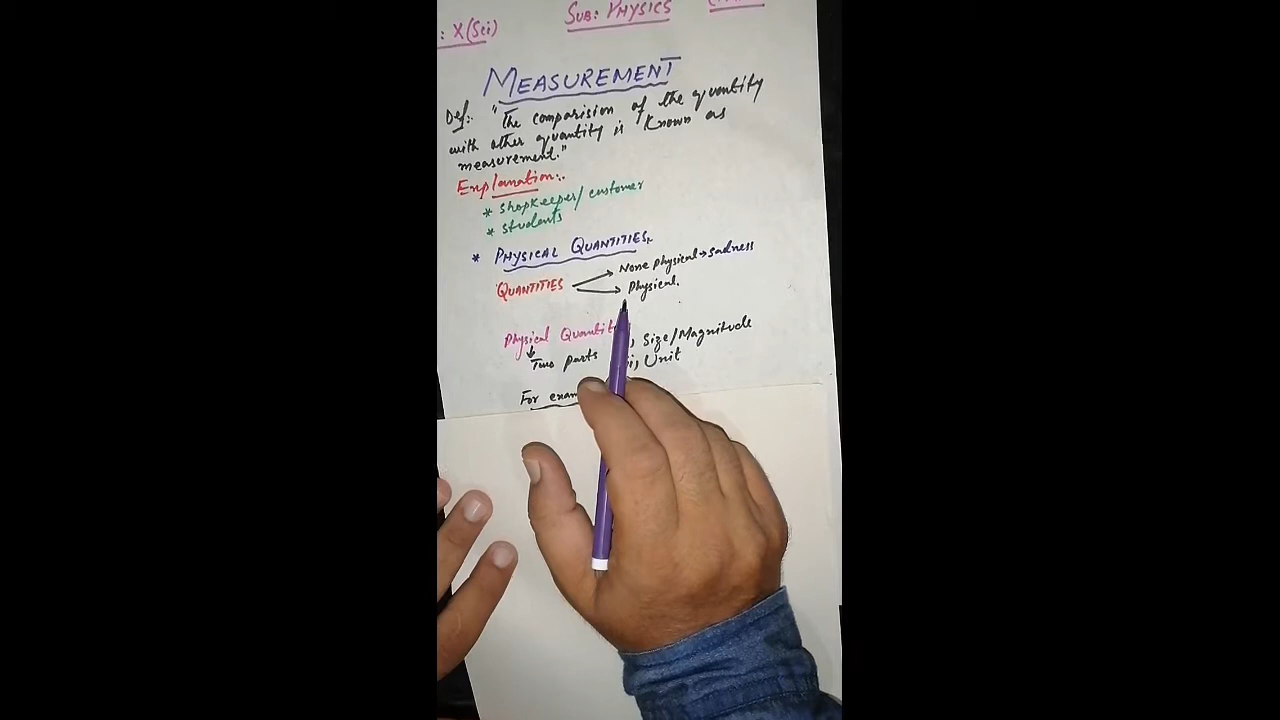 : X(Sci)
SUB: PHYSICS
MEASUREMENT
Def:. "The comparision of the quantity
with other quantity is known as
measurement."
Explanation:.
* shopkeeper/customer
* students
* PHYSICAL QUANTITIES,
None physical → sadness
QUANTITIES
Physical.
Physical Quantit , Size/Magnitude
↓
Two parts ii, Unit
For exam